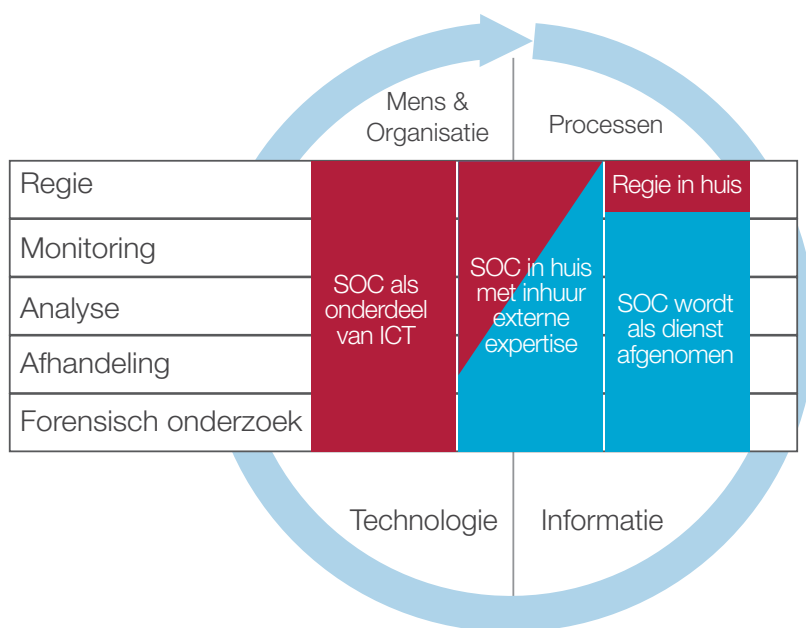 Mens &
Organisatie
Processen
Regie
Monitoring
Analyse
Afhandeling
Forensisch onderzoek
SOC als
onderdeel
van ICT
SOC in huis
met inhuur
externe
expertise
Regie in huis
SOC wordt
als dienst
afgenomen
Technologie
Informatie